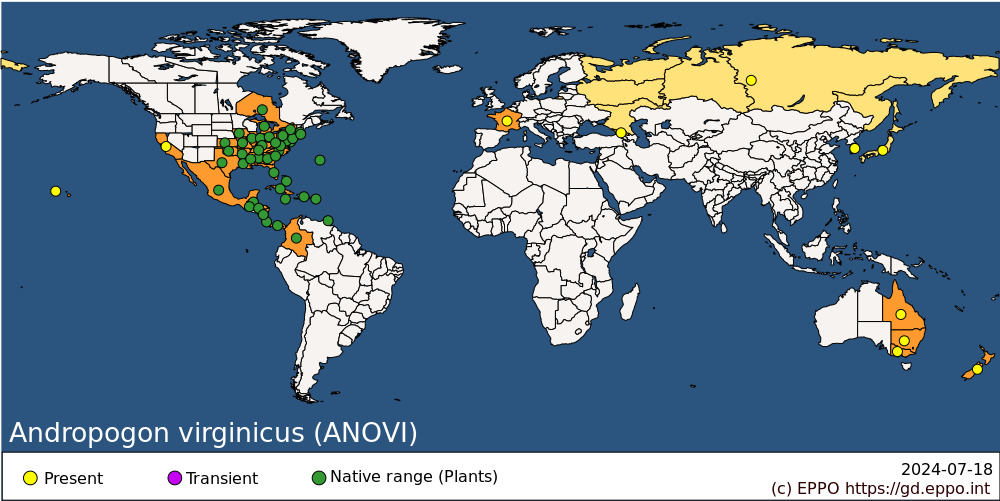 Andropogon virginicus (ANOVI)
Present
Transient
Native range (Plants)
2024-07-18
(c) EPPO https://gd.eppo.int